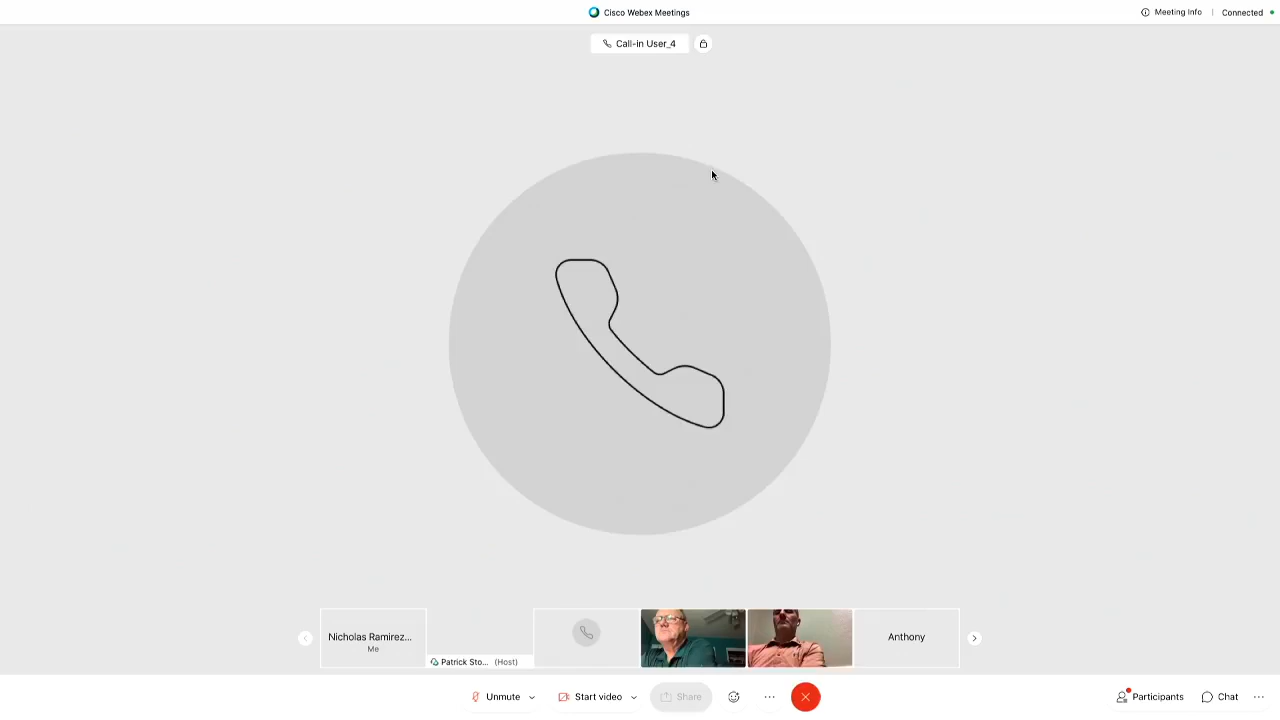 Cisco Webex Meetings
Meeting Info
Connected
Call-in User_4
Nicholas Ramirez...
Me
Patrick Sto... (Host)
Anthony
Unmute
Start video
Share
Participants
Chat